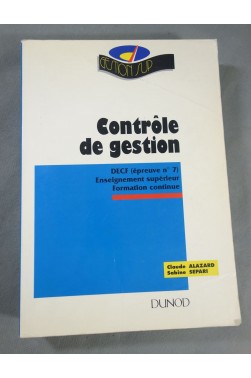 GESTION SUP
Contrôle
de gestion
DECF (épreuve n° 7)
Enseignement supérieur
Formation continue
Claude ALAZARD
Sabine SEPARI
DUNOD